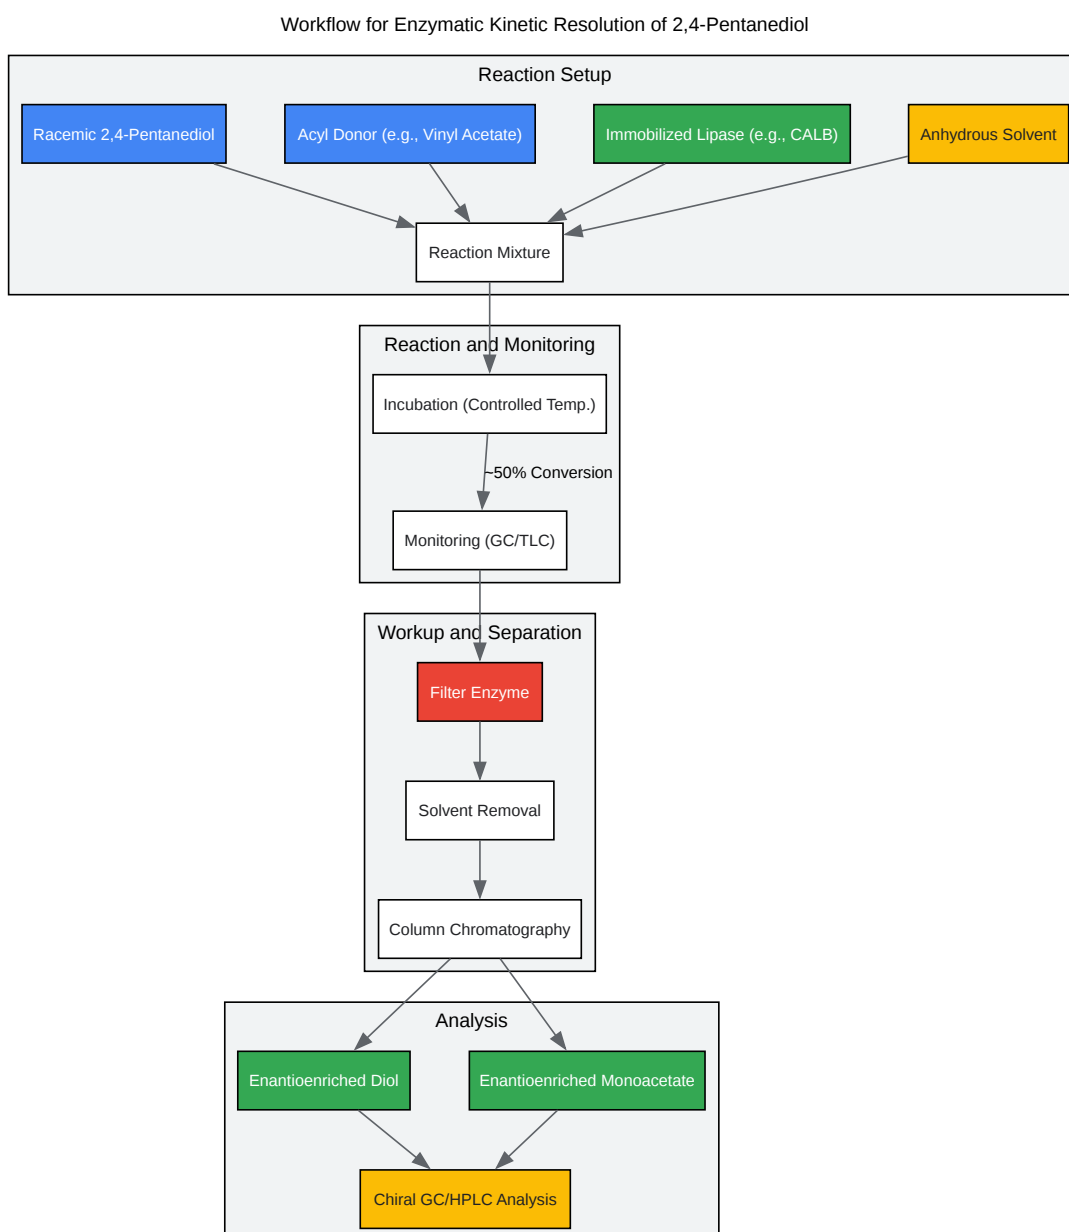 Workflow for Enzymatic Kinetic Resolution of 2,4-Pentanediol
Reaction Setup
Racemic 2,4-Pentanediol
Acyl Donor (e.g., Vinyl Acetate)
Immobilized Lipase (e.g., CALB)
Anhydrous Solvent
Reaction Mixture
Reaction and Monitoring
Incubation (Controlled Temp.)
~50% Conversion
Monitoring (GC/TLC)
Workup and Separation
Filter Enzyme
Solvent Removal
Column Chromatography
Analysis
Enantioenriched Diol
Enantioenriched Monoacetate
Chiral GC/HPLC Analysis